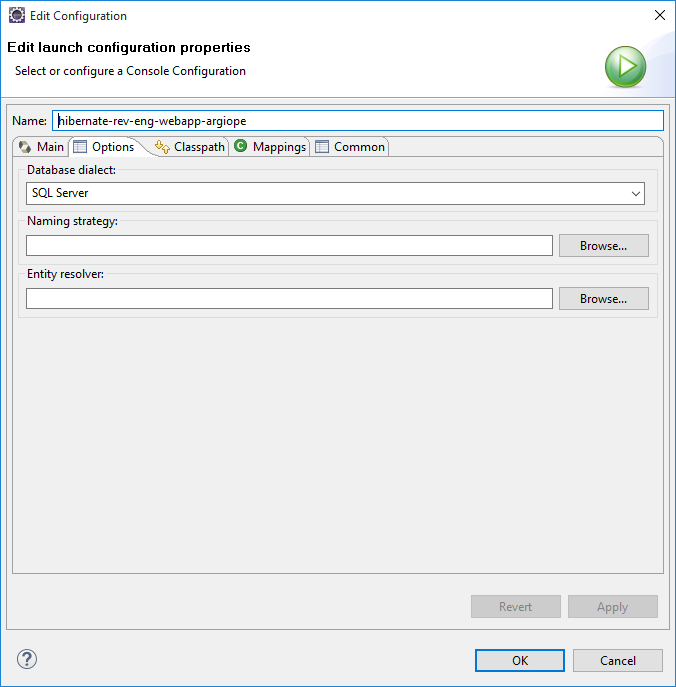 Edit Configuration
Edit launch configuration properties
Select or configure a Console Configuration
Name: hibernate-rev-eng-webapp-argiope
Main Options Classpath C Mappings Common
Database dialect:
SQL Server
Naming strategy:
Browse...
Entity resolver:
Browse...
Revert Apply
? OK Cancel